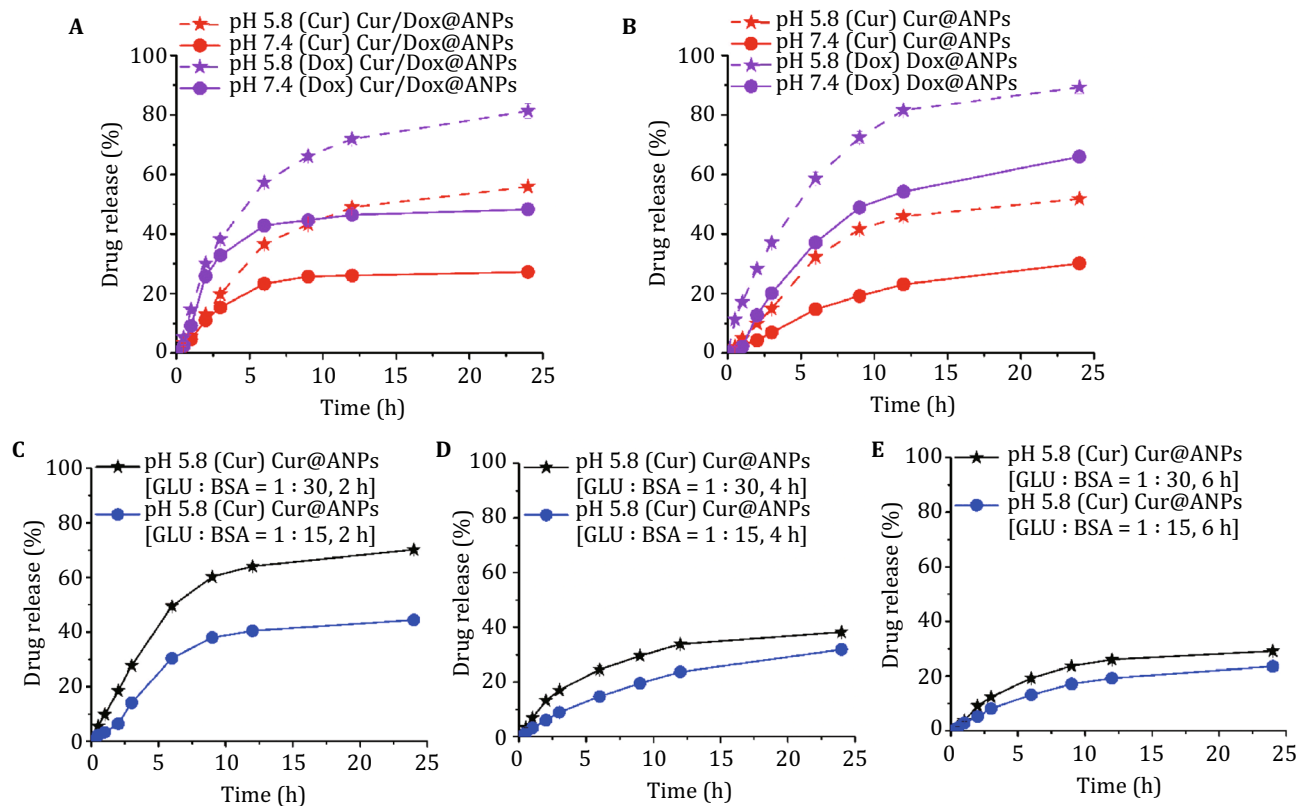 A
pH 5.8 (Cur) Cur/Dox@ANPs
pH 7.4 (Cur) Cur/Dox@ANPs
pH 5.8 (Dox) Cur/Dox@ANPs
pH 7.4 (Dox) Cur/Dox@ANPs
100
80
60
40
20
0
Drug release (%)
0 5 10 15 20 25
Time (h)
B
pH 5.8 (Cur) Cur@ANPs
pH 7.4 (Cur) Cur@ANPs
pH 5.8 (Dox) Dox@ANPs
pH 7.4 (Dox) Dox@ANPs
100
80
60
40
20
0
Drug release (%)
0 5 10 15 20 25
Time (h)
C
pH 5.8 (Cur) Cur@ANPs
[GLU : BSA = 1 : 30, 2 h]
pH 5.8 (Cur) Cur@ANPs
[GLU : BSA = 1 : 15, 2 h]
100
80
60
40
20
0
Drug release (%)
0 5 10 15 20 25
Time (h)
D
pH 5.8 (Cur) Cur@ANPs
[GLU : BSA = 1 : 30, 4 h]
pH 5.8 (Cur) Cur@ANPs
[GLU : BSA = 1 : 15, 4 h]
100
80
60
40
20
0
Drug release (%)
0 5 10 15 20 25
Time (h)
E
pH 5.8 (Cur) Cur@ANPs
[GLU : BSA = 1 : 30, 6 h]
pH 5.8 (Cur) Cur@ANPs
[GLU : BSA = 1 : 15, 6 h]
100
80
60
40
20
0
Drug release (%)
0 5 10 15 20 25
Time (h)